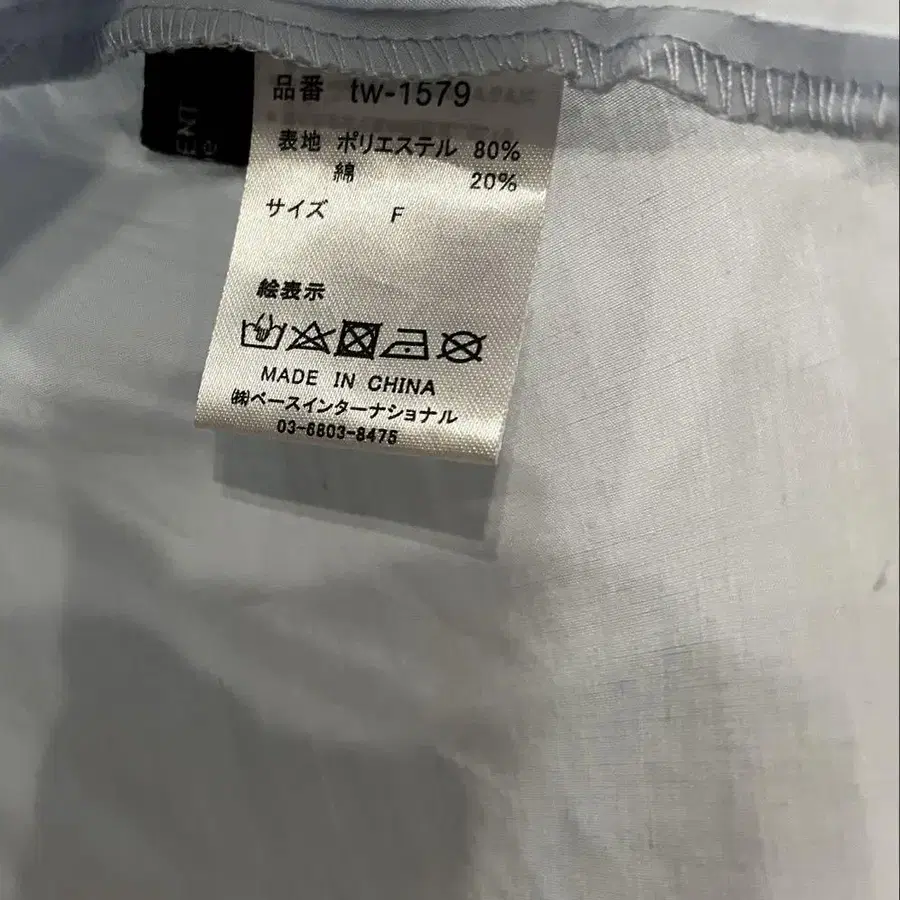 品番 tw-1579
表地 ポリエステル 80%
綿 20%
サイズ F
絵表示
MADE IN CHINA
㈱ベースインターナショナル
03-6803-8475